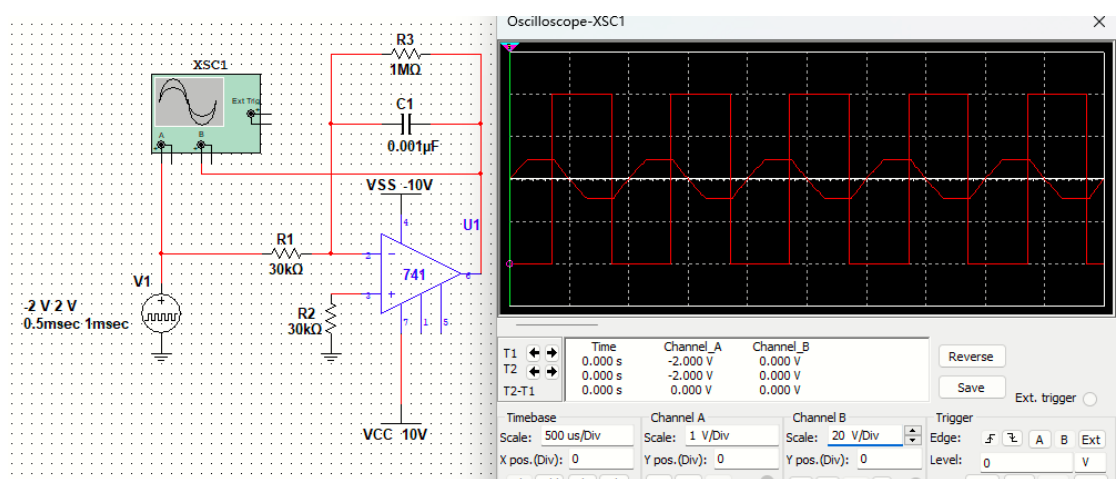 Oscilloscope-XSC1
R3
1MΩ
XSC1
Ext Trig
A
B
C1
0.001µF
VSS -10V
4
U1
R1
30kΩ
2
741
6
3
V1
-2 V 2 V
0.5msec 1msec
R2
30kΩ
7
1
5
VCC 10V
T1
T2
T2-T1
Time Channel_A Channel_B
0.000 s -2.000 V 0.000 V
0.000 s -2.000 V 0.000 V
0.000 s 0.000 V 0.000 V
Reverse
Save
Ext. trigger
Timebase
Scale: 500 us/Div
X pos.(Div): 0
Channel A
Scale: 1 V/Div
Y pos.(Div): 0
Channel B
Scale: 20 V/Div
Y pos.(Div): 0
Trigger
Edge: A B Ext
Level: 0 V